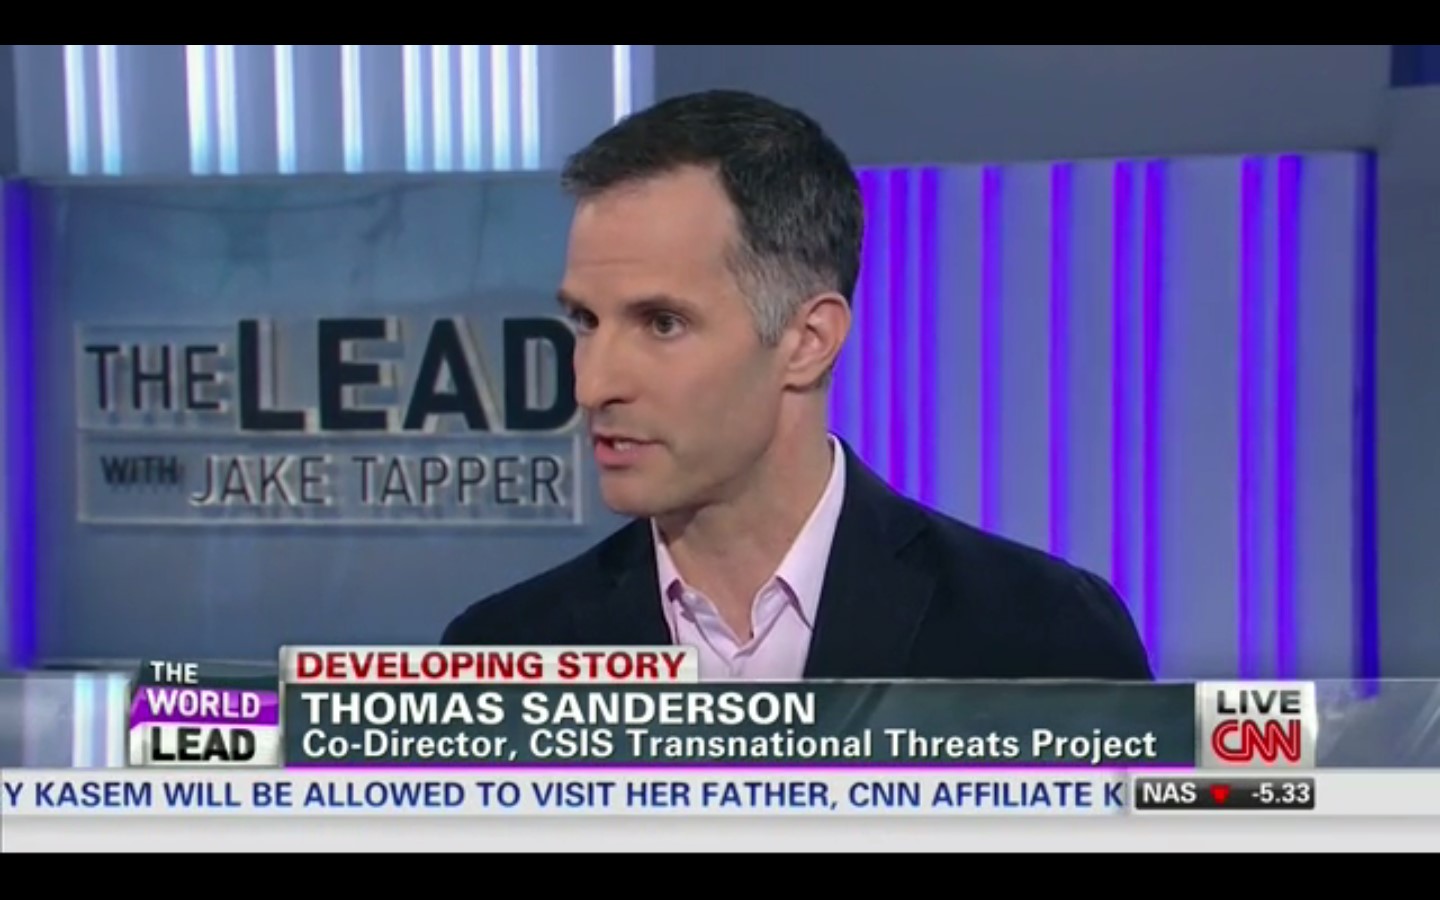 THE LEAD
WITH JAKE TAPPER
DEVELOPING STORY
THE
WORLD
LEAD
THOMAS SANDERSON
Co-Director, CSIS Transnational Threats Project
LIVE
CNN
Y KASEM WILL BE ALLOWED TO VISIT HER FATHER, CNN AFFILIATE K
NAS ▼ -5.33